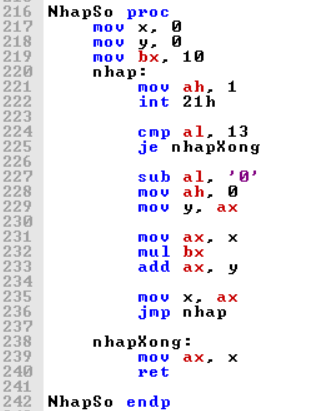 216 NhapSo proc
217 mov x, 0
218 mov y, 0
219 mov bx, 10
220 nhap:
221 mov ah, 1
222 int 21h
223
224 cmp al, 13
225 je nhapXong
226
227 sub al, '0'
228 mov ah, 0
229 mov y, ax
230
231 mov ax, x
232 mul bx
233 add ax, y
234
235 mov x, ax
236 jmp nhap
237
238 nhapXong:
239 mov ax, x
240 ret
241
242 NhapSo endp